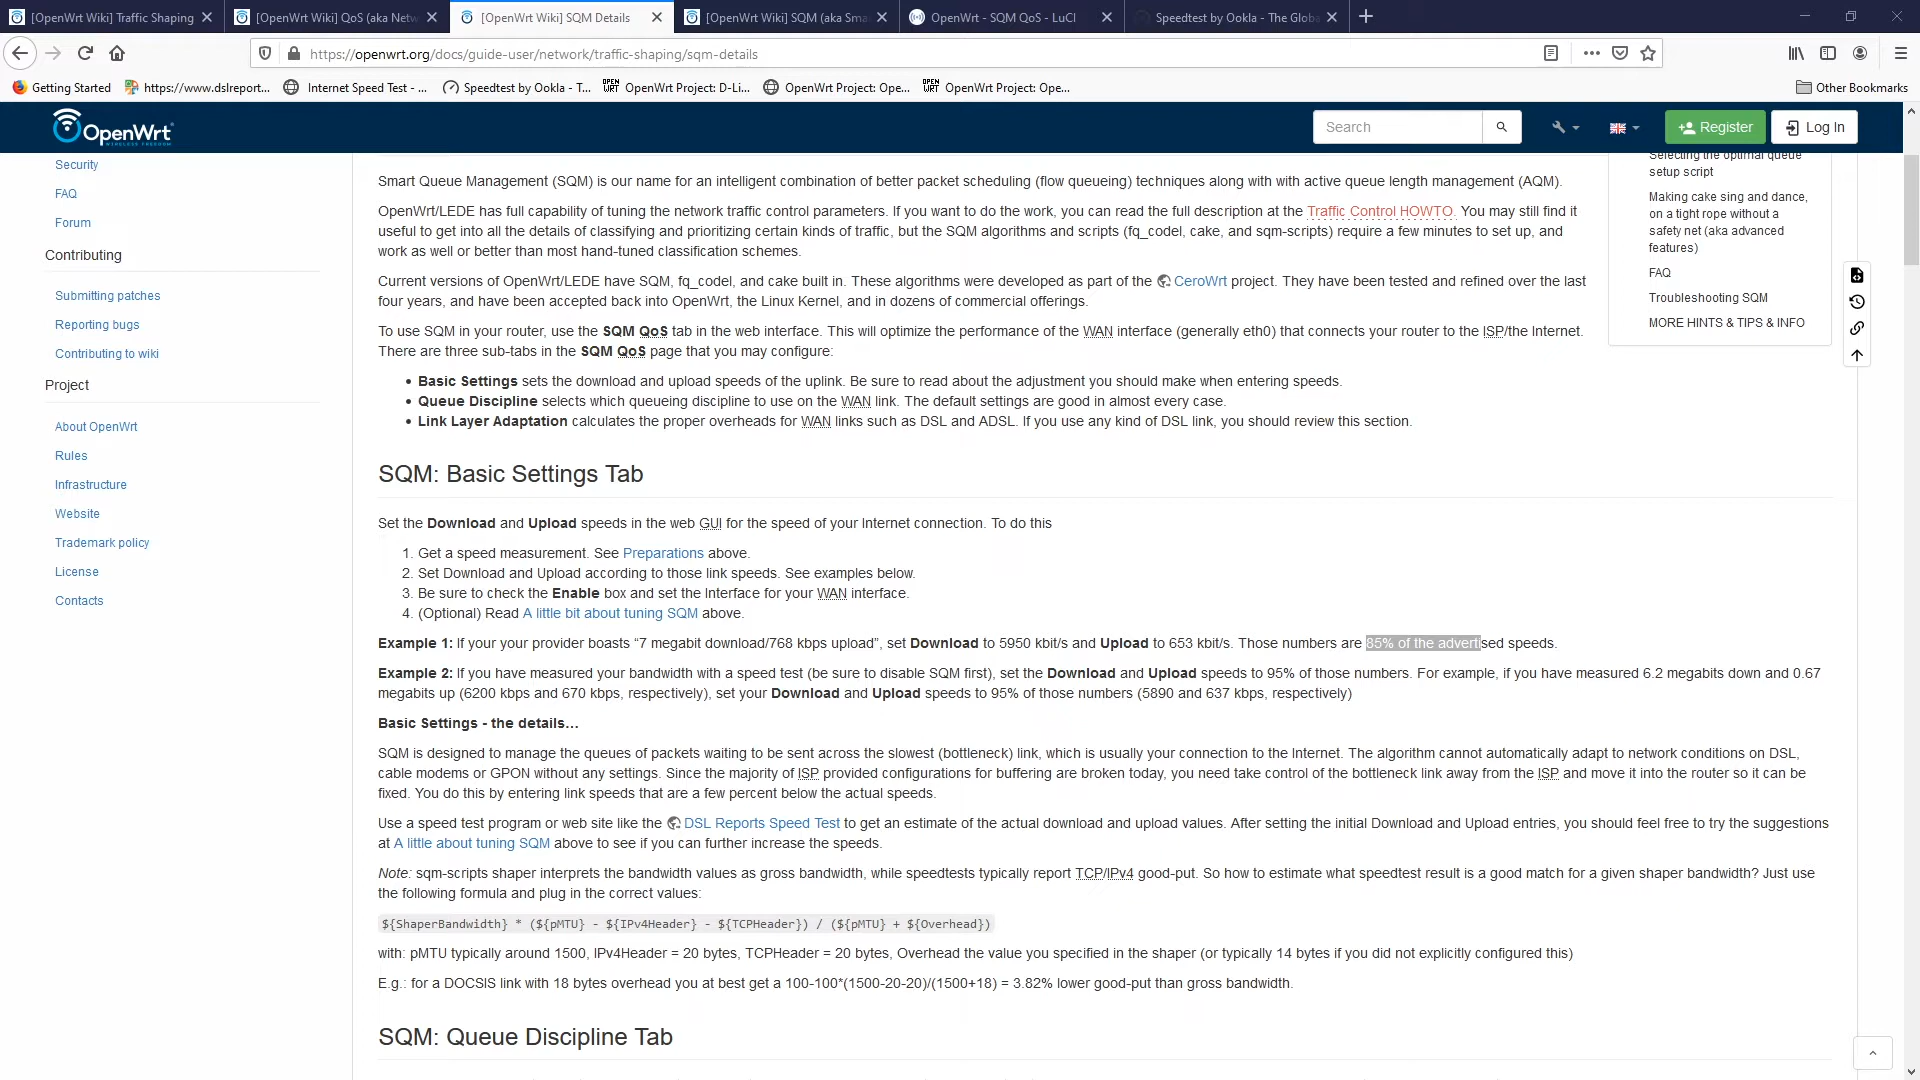 [OpenWrt Wiki] Traffic Shaping
[OpenWrt Wiki] QoS (aka Netw
[OpenWrt Wiki] SQM Details
[OpenWrt Wiki] SQM (aka Sma
OpenWrt - SQM QoS - LuCI
Speedtest by Ookla - The Globa
https://openwrt.org/docs/guide-user/network/traffic-shaping/sqm-details
Getting Started
https://www.dslreport...
Internet Speed Test - ...
Speedtest by Ookla - T...
OpenWrt Project: D-Li...
OpenWrt Project: Ope...
OpenWrt Project: Ope...
Other Bookmarks
OpenWrt
WIRELESS FREEDOM
Search
Register
Log In
Security
FAQ
Forum
Contributing
Submitting patches
Reporting bugs
Contributing to wiki
Project
About OpenWrt
Rules
Infrastructure
Website
Trademark policy
License
Contacts
Smart Queue Management (SQM) is our name for an intelligent combination of better packet scheduling (flow queueing) techniques along with with active queue length management (AQM).
OpenWrt/LEDE has full capability of tuning the network traffic control parameters. If you want to do the work, you can read the full description at the Traffic Control HOWTO. You may still find it
useful to get into all the details of classifying and prioritizing certain kinds of traffic, but the SQM algorithms and scripts (fq_codel, cake, and sqm-scripts) require a few minutes to set up, and
work as well or better than most hand-tuned classification schemes.
Current versions of OpenWrt/LEDE have SQM, fq_codel, and cake built in. These algorithms were developed as part of the CeroWrt project. They have been tested and refined over the last
four years, and have been accepted back into OpenWrt, the Linux Kernel, and in dozens of commercial offerings.
To use SQM in your router, use the SQM QoS tab in the web interface. This will optimize the performance of the WAN interface (generally eth0) that connects your router to the ISP/the Internet.
There are three sub-tabs in the SQM QoS page that you may configure:
• Basic Settings sets the download and upload speeds of the uplink. Be sure to read about the adjustment you should make when entering speeds.
• Queue Discipline selects which queueing discipline to use on the WAN link. The default settings are good in almost every case.
• Link Layer Adaptation calculates the proper overheads for WAN links such as DSL and ADSL. If you use any kind of DSL link, you should review this section.
SQM: Basic Settings Tab
Set the Download and Upload speeds in the web GUI for the speed of your Internet connection. To do this
1. Get a speed measurement. See Preparations above.
2. Set Download and Upload according to those link speeds. See examples below.
3. Be sure to check the Enable box and set the Interface for your WAN interface.
4. (Optional) Read A little bit about tuning SQM above.
Example 1: If your your provider boasts “7 megabit download/768 kbps upload”, set Download to 5950 kbit/s and Upload to 653 kbit/s. Those numbers are 85% of the advertised speeds.
Example 2: If you have measured your bandwidth with a speed test (be sure to disable SQM first), set the Download and Upload speeds to 95% of those numbers. For example, if you have measured 6.2 megabits down and 0.67
megabits up (6200 kbps and 670 kbps, respectively), set your Download and Upload speeds to 95% of those numbers (5890 and 637 kbps, respectively)
Basic Settings - the details…
SQM is designed to manage the queues of packets waiting to be sent across the slowest (bottleneck) link, which is usually your connection to the Internet. The algorithm cannot automatically adapt to network conditions on DSL,
cable modems or GPON without any settings. Since the majority of ISP provided configurations for buffering are broken today, you need take control of the bottleneck link away from the ISP and move it into the router so it can be
fixed. You do this by entering link speeds that are a few percent below the actual speeds.
Use a speed test program or web site like the DSL Reports Speed Test to get an estimate of the actual download and upload values. After setting the initial Download and Upload entries, you should feel free to try the suggestions
at A little about tuning SQM above to see if you can further increase the speeds.
Note: sqm-scripts shaper interprets the bandwidth values as gross bandwidth, while speedtests typically report TCP/IPv4 good-put. So how to estimate what speedtest result is a good match for a given shaper bandwidth? Just use
the following formula and plug in the correct values:
${ShaperBandwidth} * (${pMTU} - ${IPv4Header} - ${TCPHeader}) / (${pMTU} + ${Overhead})
with: pMTU typically around 1500, IPv4Header = 20 bytes, TCPHeader = 20 bytes, Overhead the value you specified in the shaper (or typically 14 bytes if you did not explicitly configured this)
E.g.: for a DOCSIS link with 18 bytes overhead you at best get a 100-100*(1500-20-20)/(1500+18) = 3.82% lower good-put than gross bandwidth.
SQM: Queue Discipline Tab
Selecting the optimal queue
setup script
Making cake sing and dance,
on a tight rope without a
safety net (aka advanced
features)
FAQ
Troubleshooting SQM
MORE HINTS & TIPS & INFO